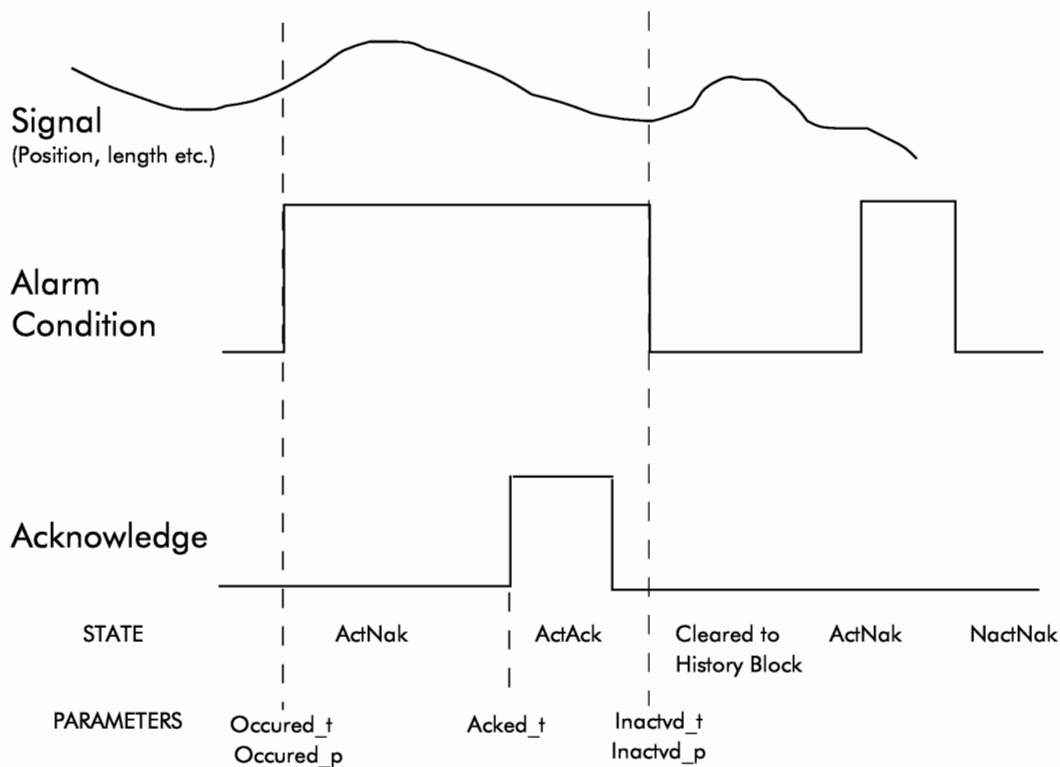 Signal
(Position, length etc.)
Alarm
Condition
Acknowledge
STATE ActNak ActAck Cleared to ActNak NactNak
History Block
PARAMETERS Occured_t Acked_t Inactvd_t
Occured_p Inactvd_p